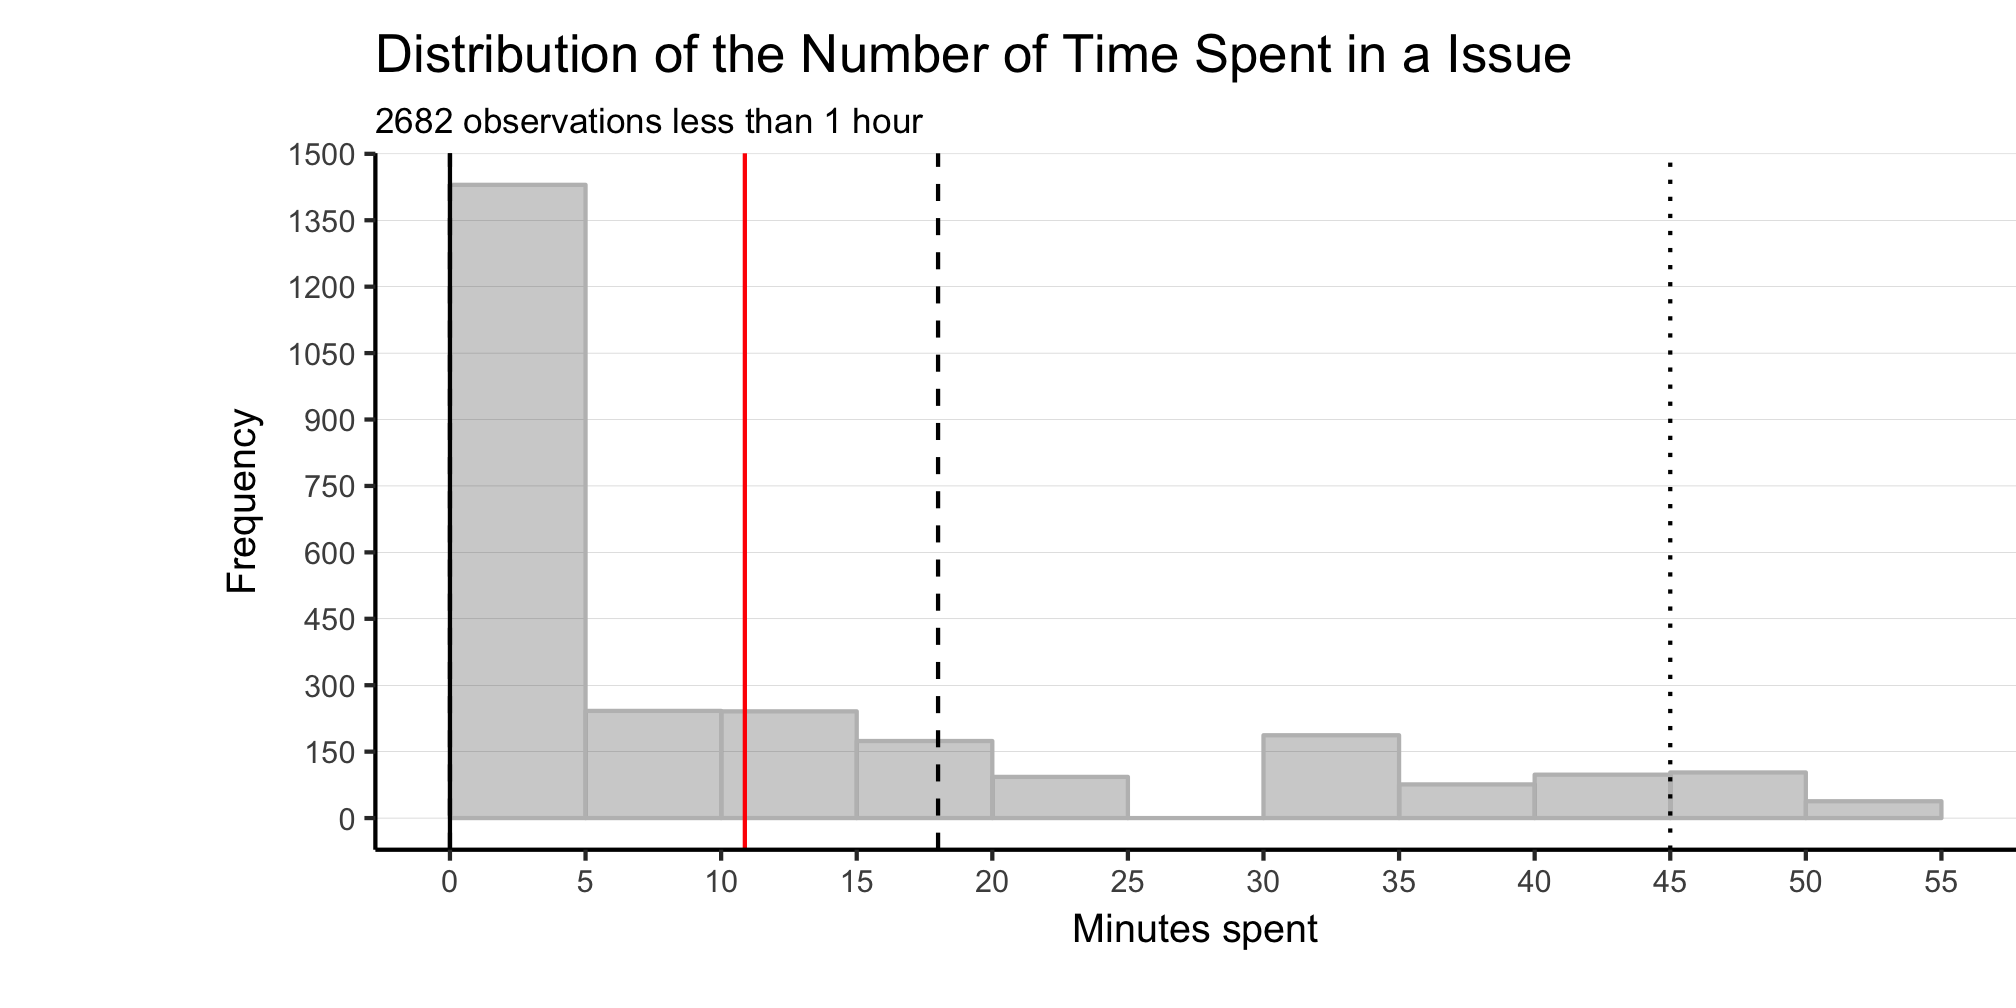 Distribution of the Number of Time Spent in a Issue
2682 observations less than 1 hour
1500
1350
1200
1050
900
750
600
450
300
150
0
Frequency
0 5 10 15 20 25 30 35 40 45 50 55
Minutes spent